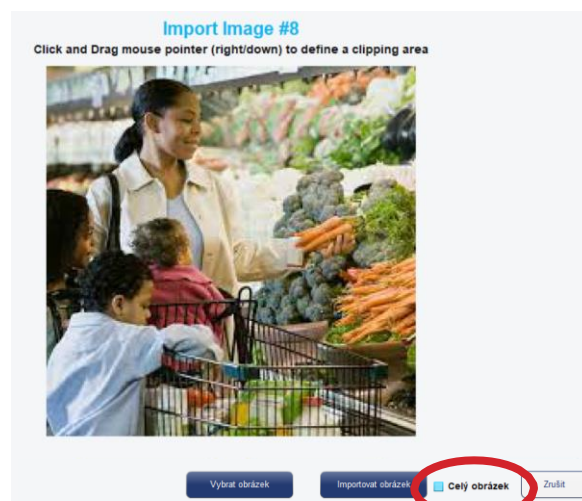 Import Image #8
Click and Drag mouse pointer (right/down) to define a clipping area
Vybrat obrázek
Importovat obrázek
Celý obrázek
Zrušit